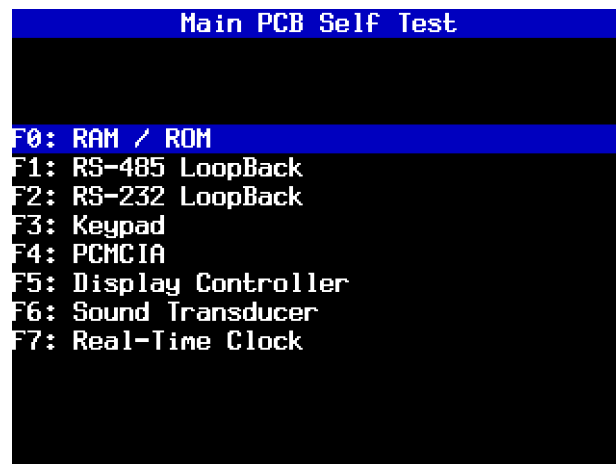 Main PCB Self Test
F0: RAM / ROM
F1: RS-485 LoopBack
F2: RS-232 LoopBack
F3: Keypad
F4: PCMCIA
F5: Display Controller
F6: Sound Transducer
F7: Real-Time Clock